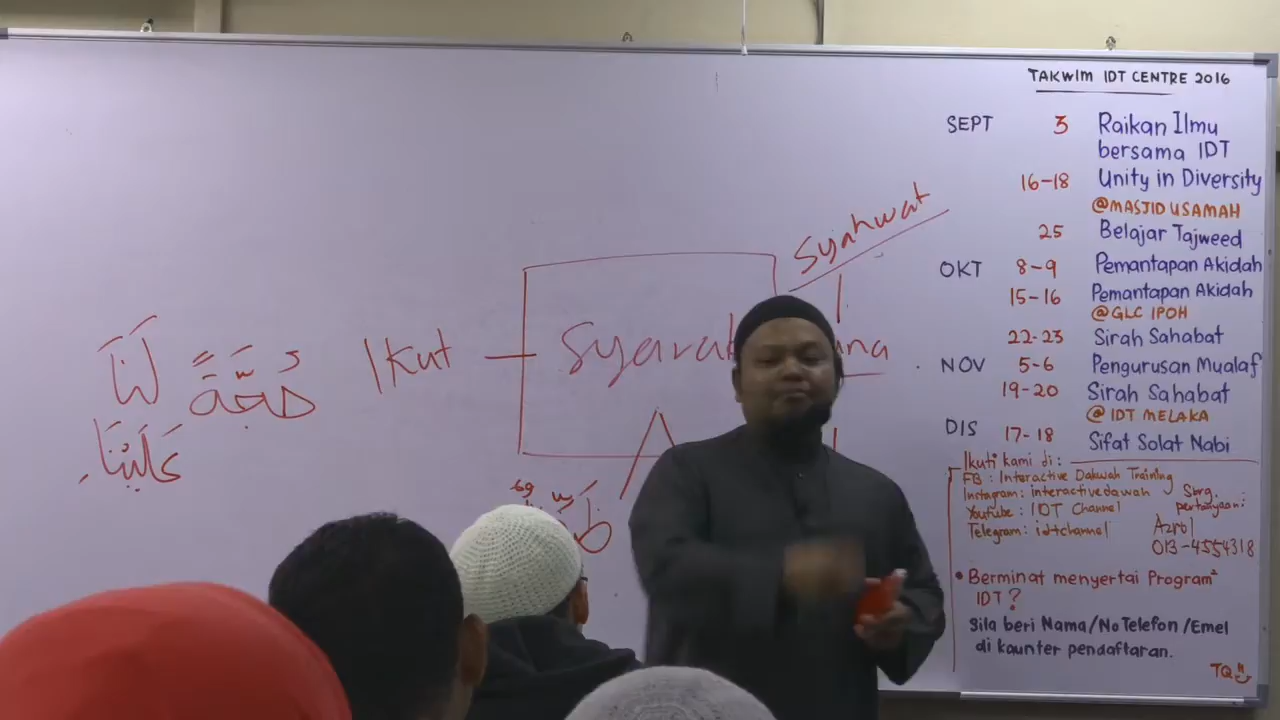 TAKWIM IDT CENTRE 2016
SEPT 3 Raikan Ilmu
bersama IDT
16-18 Unity in Diversity
@MASJID USAMAH
25 Belajar Tajweed
OKT 8-9 Pemantapan Akidah
15-16 Pemantapan Akidah
@GLC IPOH
22-23 Sirah Sahabat
NOV 5-6 Pengurusan Mualaf
19-20 Sirah Sahabat
@IDT MELAKA
DIS 17-18 Sifat Solat Nabi
Ikuti kami di:
FB: Interactive Dakwah Training
Instagram: interactivedawah
Youtube: IDT Channel
Telegram: idtchannel
Sbrg.
pertanyaan:
Azrol
013-4554318
• Berminat menyertai Program²
IDT?
Sila beri Nama/No Telefon/Emel
di kaunter pendaftaran.
TQ
Syahwat
Ikut